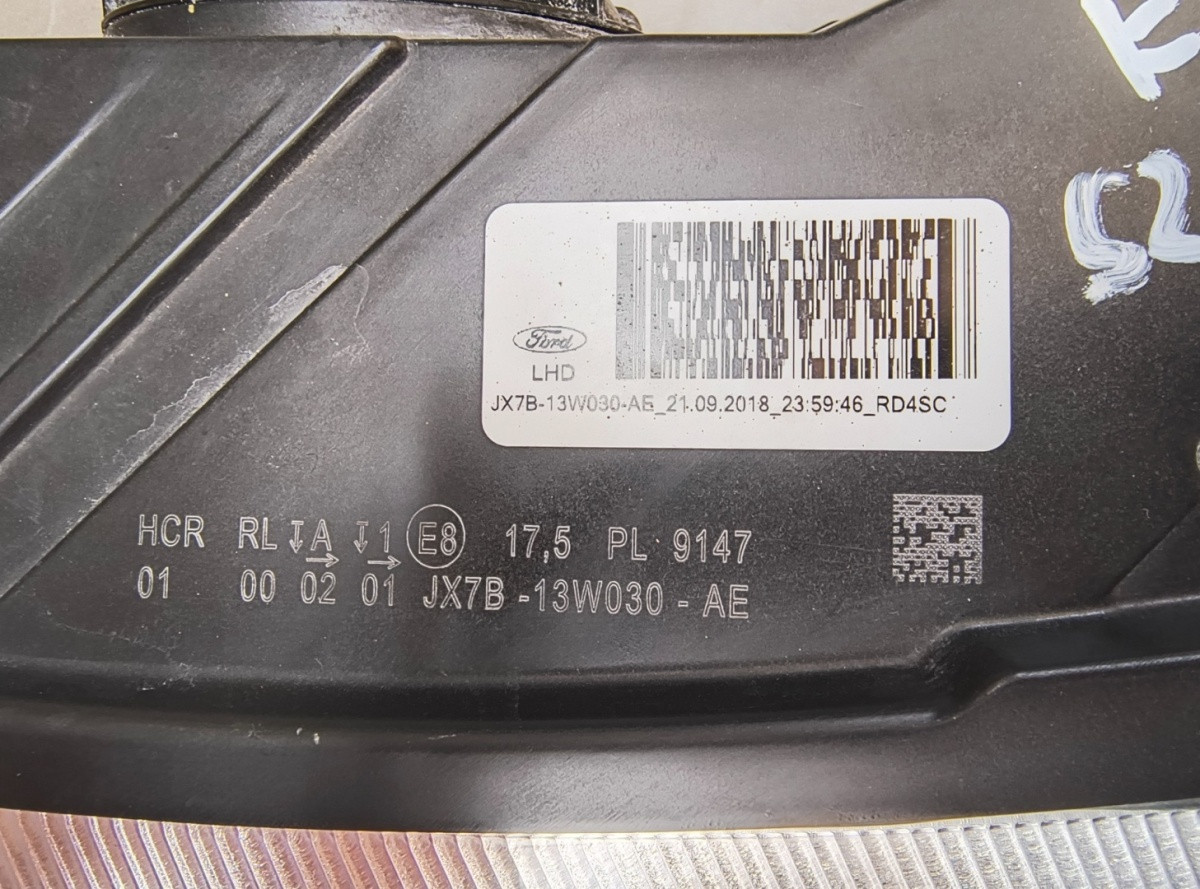 Ford
LHD
JX7B-13W030-AE_21.09.2018_23:59:46_RD4SC
HCR RL A 1 E8 17,5 PL 9147
01 00 02 01 JX7B -13W030 - AE